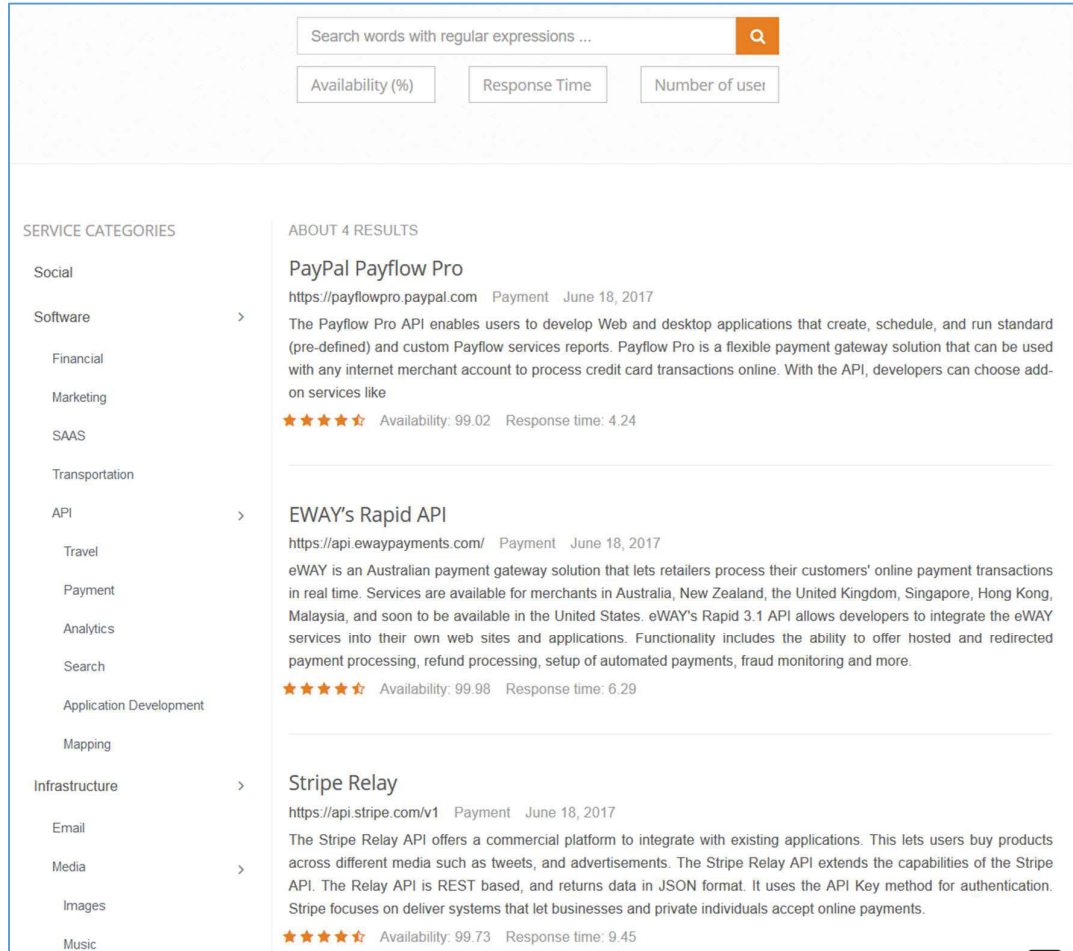 Search words with regular expressions ...
Availability (%) Response Time Number of user
SERVICE CATEGORIES
Social
Software
Financial
Marketing
SAAS
Transportation
API
Travel
Payment
Analytics
Search
Application Development
Mapping
Infrastructure
Email
Media
Images
Music
ABOUT 4 RESULTS
PayPal Payflow Pro
https://payflowpro.paypal.com Payment June 18, 2017
The Payflow Pro API enables users to develop Web and desktop applications that create, schedule, and run standard
(pre-defined) and custom Payflow services reports. Payflow Pro is a flexible payment gateway solution that can be used
with any internet merchant account to process credit card transactions online. With the API, developers can choose add-
on services like
Availability: 99.02 Response time: 4.24
EWAY’s Rapid API
https://api.ewaypayments.com/ Payment June 18, 2017
eWAY is an Australian payment gateway solution that lets retailers process their customers' online payment transactions
in real time. Services are available for merchants in Australia, New Zealand, the United Kingdom, Singapore, Hong Kong,
Malaysia, and soon to be available in the United States. eWAY's Rapid 3.1 API allows developers to integrate the eWAY
services into their own web sites and applications. Functionality includes the ability to offer hosted and redirected
payment processing, refund processing, setup of automated payments, fraud monitoring and more.
Availability: 99.98 Response time: 6.29
Stripe Relay
https://api.stripe.com/v1 Payment June 18, 2017
The Stripe Relay API offers a commercial platform to integrate with existing applications. This lets users buy products
across different media such as tweets, and advertisements. The Stripe Relay API extends the capabilities of the Stripe
API. The Relay API is REST based, and returns data in JSON format. It uses the API Key method for authentication.
Stripe focuses on deliver systems that let businesses and private individuals accept online payments.
Availability: 99.73 Response time: 9.45